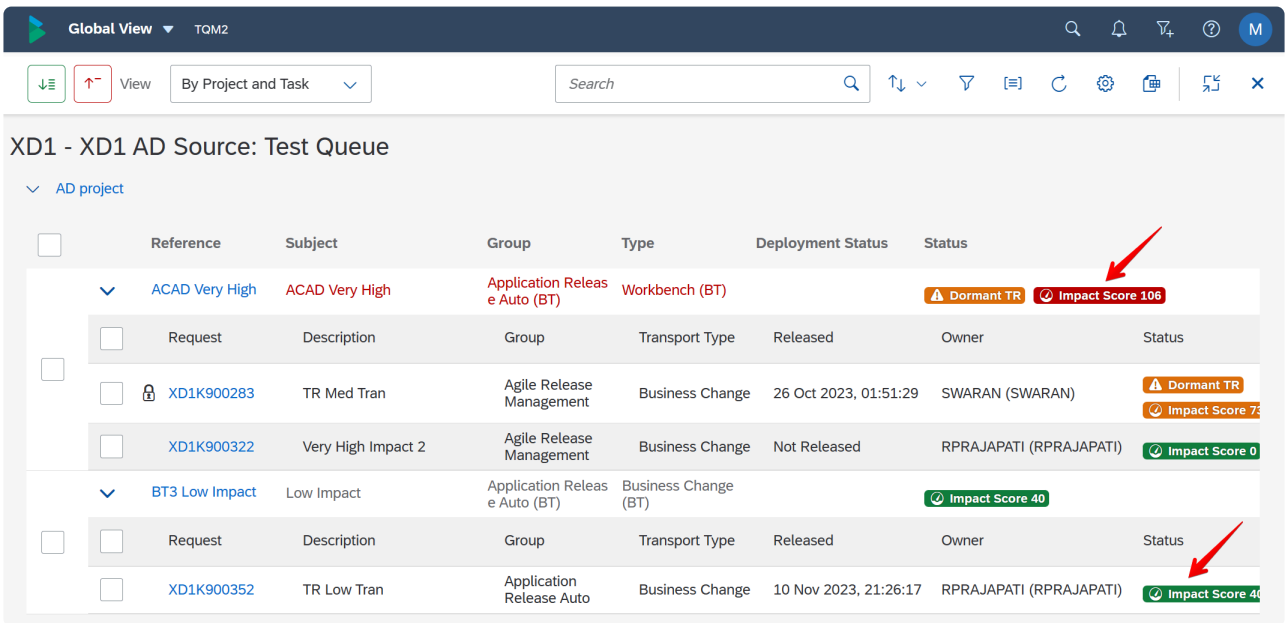 Global View TQM2 M
View By Project and Task Search
XD1 - XD1 AD Source: Test Queue
AD project
Reference Subject Group Type Deployment Status Status
ACAD Very High ACAD Very High Application Releas Workbench (BT) Dormant TR Impact Score 106
e Auto (BT)
Request Description Group Transport Type Released Owner Status
XD1K900283 TR Med Tran Agile Release Business Change 26 Oct 2023, 01:51:29 SWARAN (SWARAN) Dormant TR
Management Impact Score 73
XD1K900322 Very High Impact 2 Agile Release Business Change Not Released RPRAJAPATI (RPRAJAPATI) Impact Score 0
Management
BT3 Low Impact Low Impact Application Releas Business Change Impact Score 40
e Auto (BT) (BT)
Request Description Group Transport Type Released Owner Status
XD1K900352 TR Low Tran Application Business Change 10 Nov 2023, 21:26:17 RPRAJAPATI (RPRAJAPATI) Impact Score 40
Release Auto